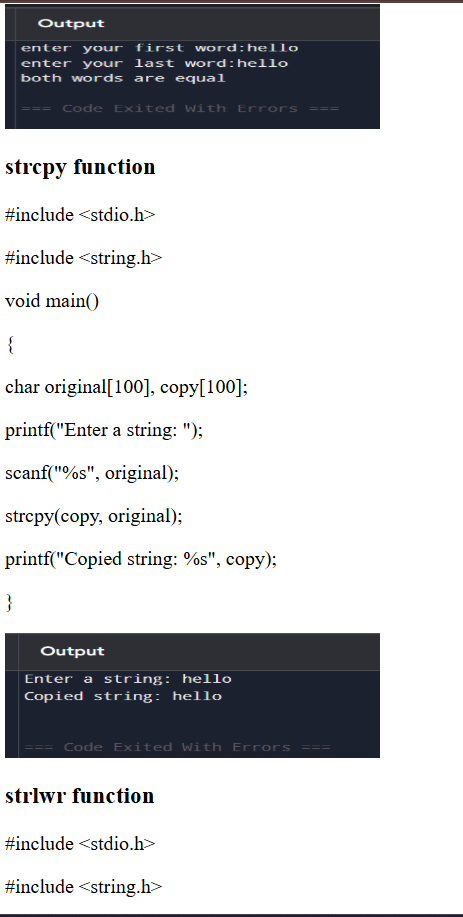 Output
enter your first word:hello
enter your last word:hello
both words are equal
=== Code Exited With Errors ===
strcpy function
#include <stdio.h>
#include <string.h>
void main()
{
char original[100], copy[100];
printf("Enter a string: ");
scanf("%s", original);
strcpy(copy, original);
printf("Copied string: %s", copy);
}
Output
Enter a string: hello
Copied string: hello
=== Code Exited With Errors ===
strlwr function
#include <stdio.h>
#include <string.h>